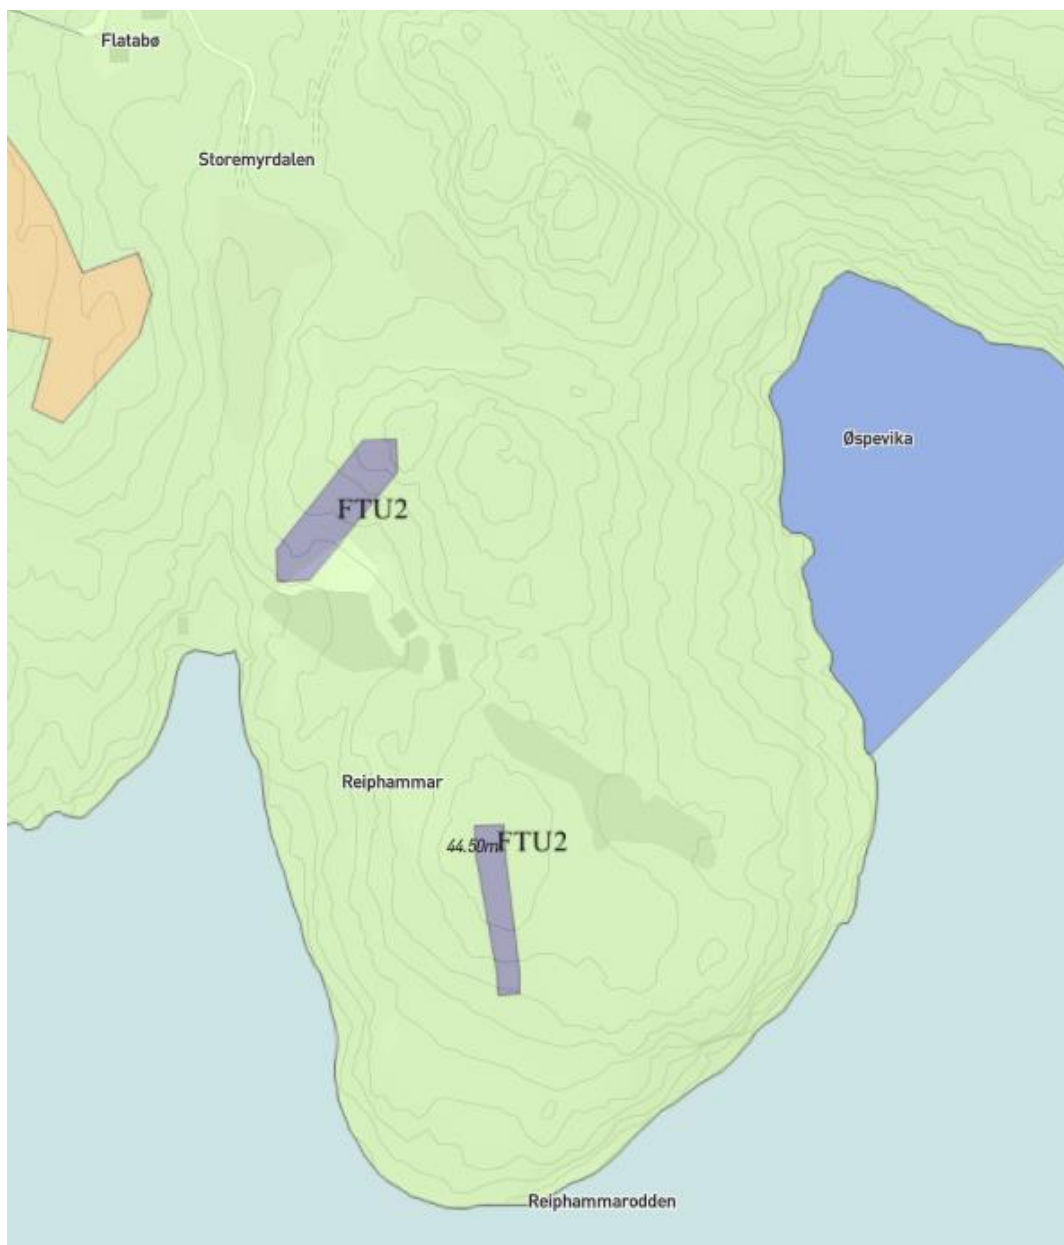 Flatabø
Storemyrdalen
Øspevika
FTU2
Reiphammar
44.50m
FTU2
Reiphammarodden